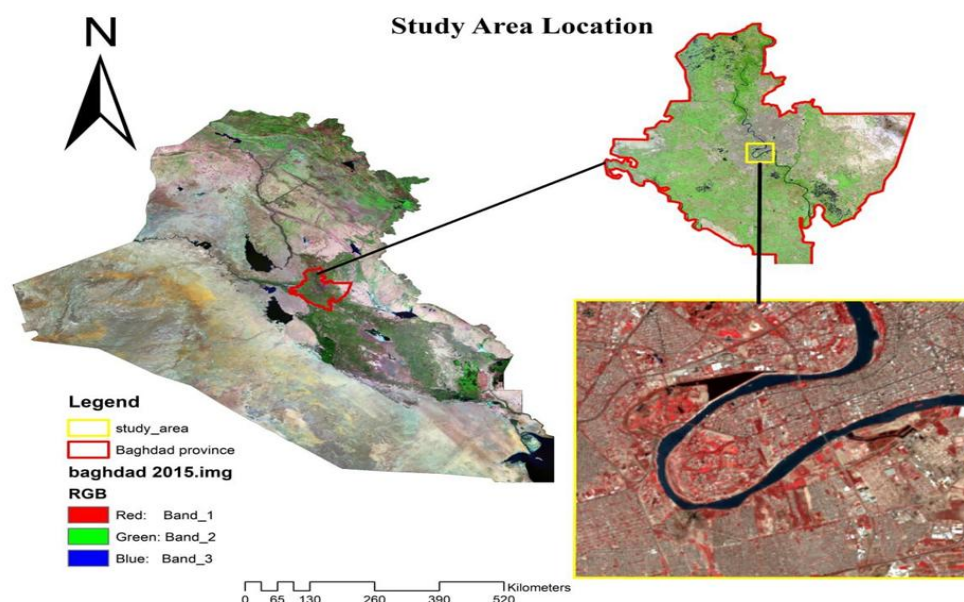 Study Area Location
N
Legend
study_area
Baghdad province
baghdad 2015.img
RGB
Red: Band_1
Green: Band_2
Blue: Band_3
Kilometers
0 65 130 260 390 520